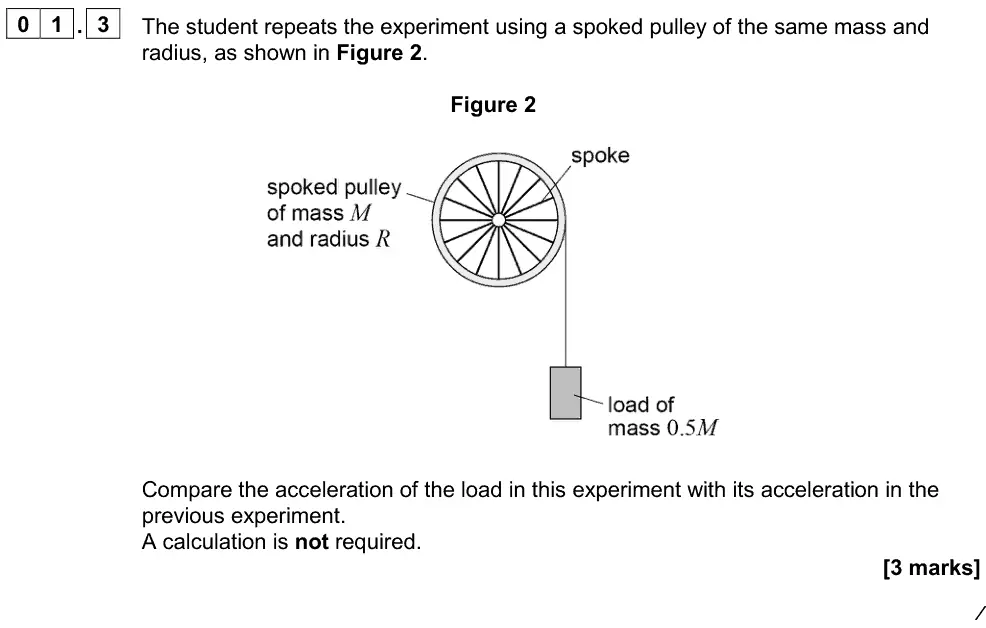 0 1 . 3 The student repeats the experiment using a spoked pulley of the same mass and
radius, as shown in Figure 2.
Figure 2
spoke
spoked pulley
of mass M
and radius R
load of
mass 0.5M
Compare the acceleration of the load in this experiment with its acceleration in the
previous experiment.
A calculation is not required.
[3 marks]